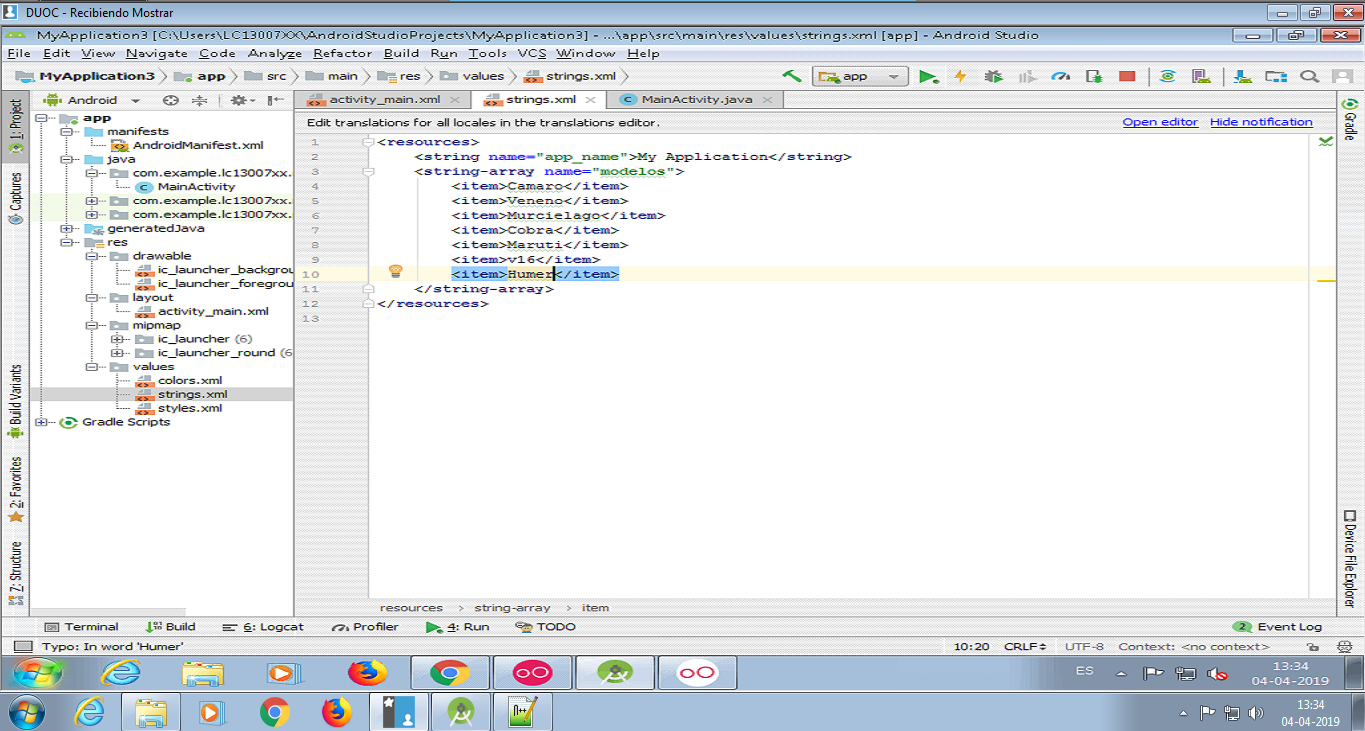 DUOC - Recibiendo Mostrar
MyApplication3 [C:\Users\LC13007XX\AndroidStudioProjects\MyApplication3] - ...\app\src\main\res\values\strings.xml [app] - Android Studio
File Edit View Navigate Code Analyze Refactor Build Run Tools VCS Window Help
MyApplication3 app src main res values strings.xml app
1: Project
Captures
Build Variants
2: Favorites
Z: Structure
Android
app
manifests
AndroidManifest.xml
java
com.example.lc13007xx.
MainActivity
com.example.lc13007xx.
com.example.lc13007xx.
generatedJava
res
drawable
ic_launcher_backgrou
ic_launcher_foregrou
layout
activity_main.xml
mipmap
ic_launcher (6)
ic_launcher_round (6
values
colors.xml
strings.xml
styles.xml
Gradle Scripts
activity_main.xml strings.xml MainActivity.java
Edit translations for all locales in the translations editor. Open editor Hide notification
1 <resources>
2 <string name="app_name">My Application</string>
3 <string-array name="modelos">
4 <item>Camaro</item>
5 <item>Veneno</item>
6 <item>Murcielago</item>
7 <item>Cobra</item>
8 <item>Maruti</item>
9 <item>v16</item>
10 <item>Humer</item>
11 </string-array>
12 </resources>
13
Gradle
Device File Explorer
resources > string-array > item
Terminal Build 6: Logcat Profiler 4: Run TODO 2 Event Log
Typo: In word 'Humer' 10:20 CRLF UTF-8 Context: <no context>
ES 13:34
04-04-2019
13:34
04-04-2019